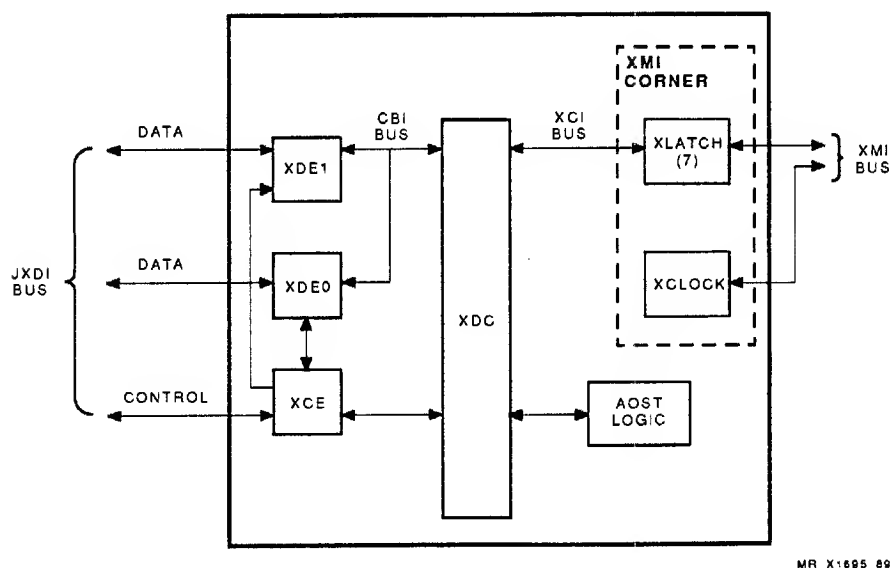 XMI
CORNER
DATA
CBI
BUS
XCI
BUS
XDE1
XLATCH
(7)
XMI
BUS
JXDI
BUS
DATA
XDE0
XDC
XCLOCK
CONTROL
XCE
AOST
LOGIC
MR X1695 89